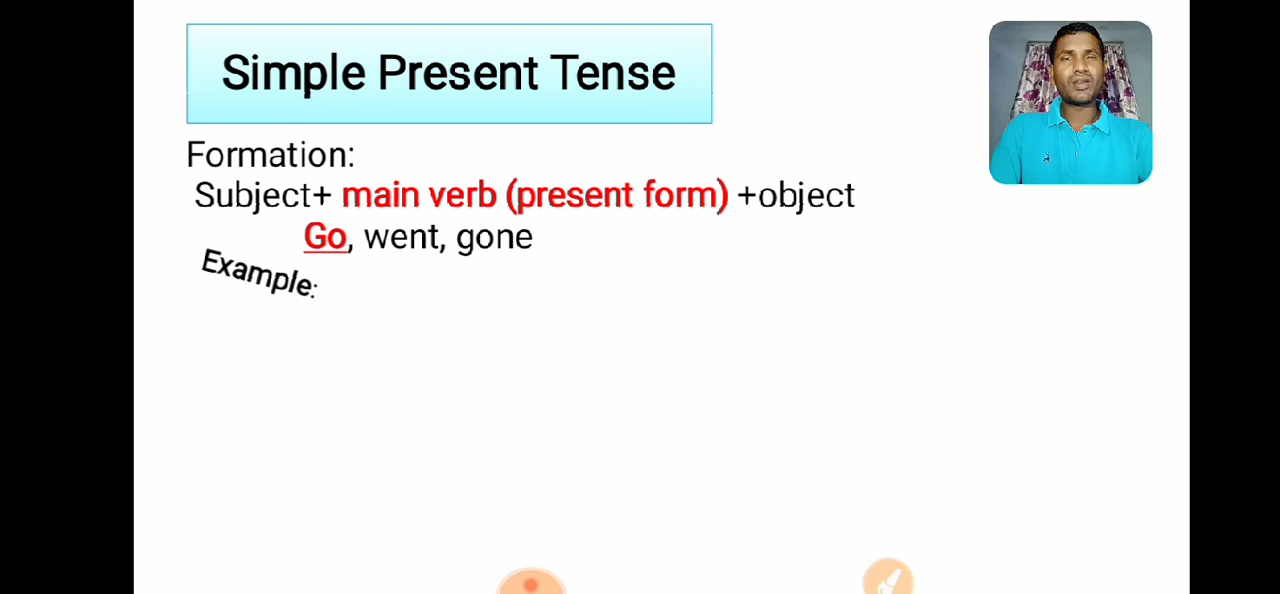 Simple Present Tense
Formation:
Subject+ main verb (present form) +object
Go, went, gone
Example: